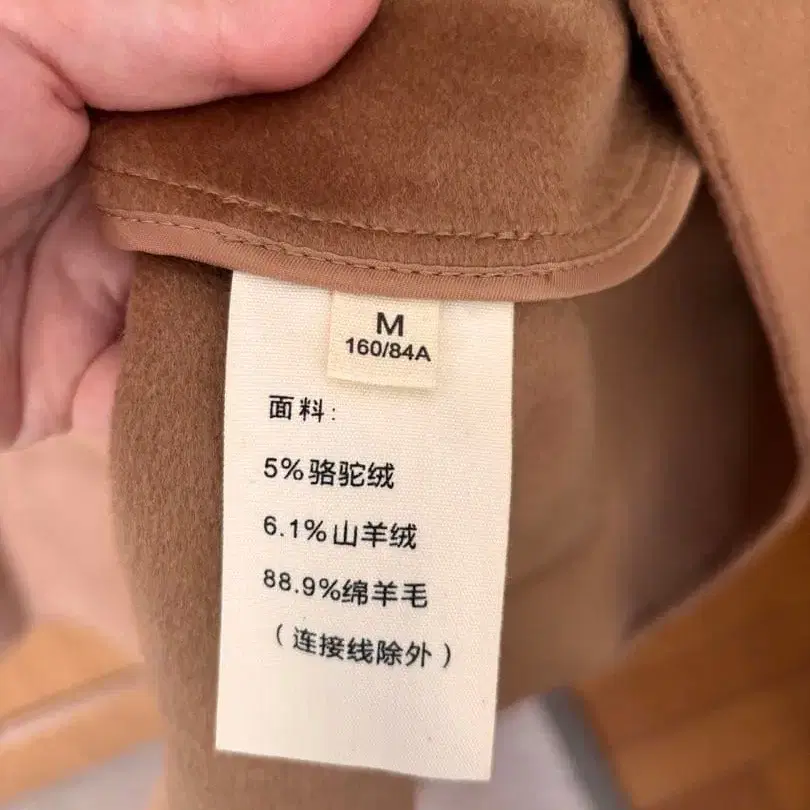 M
160/84A
面料:
5%骆驼绒
6.1%山羊绒
88.9%绵羊毛
（连接线除外）